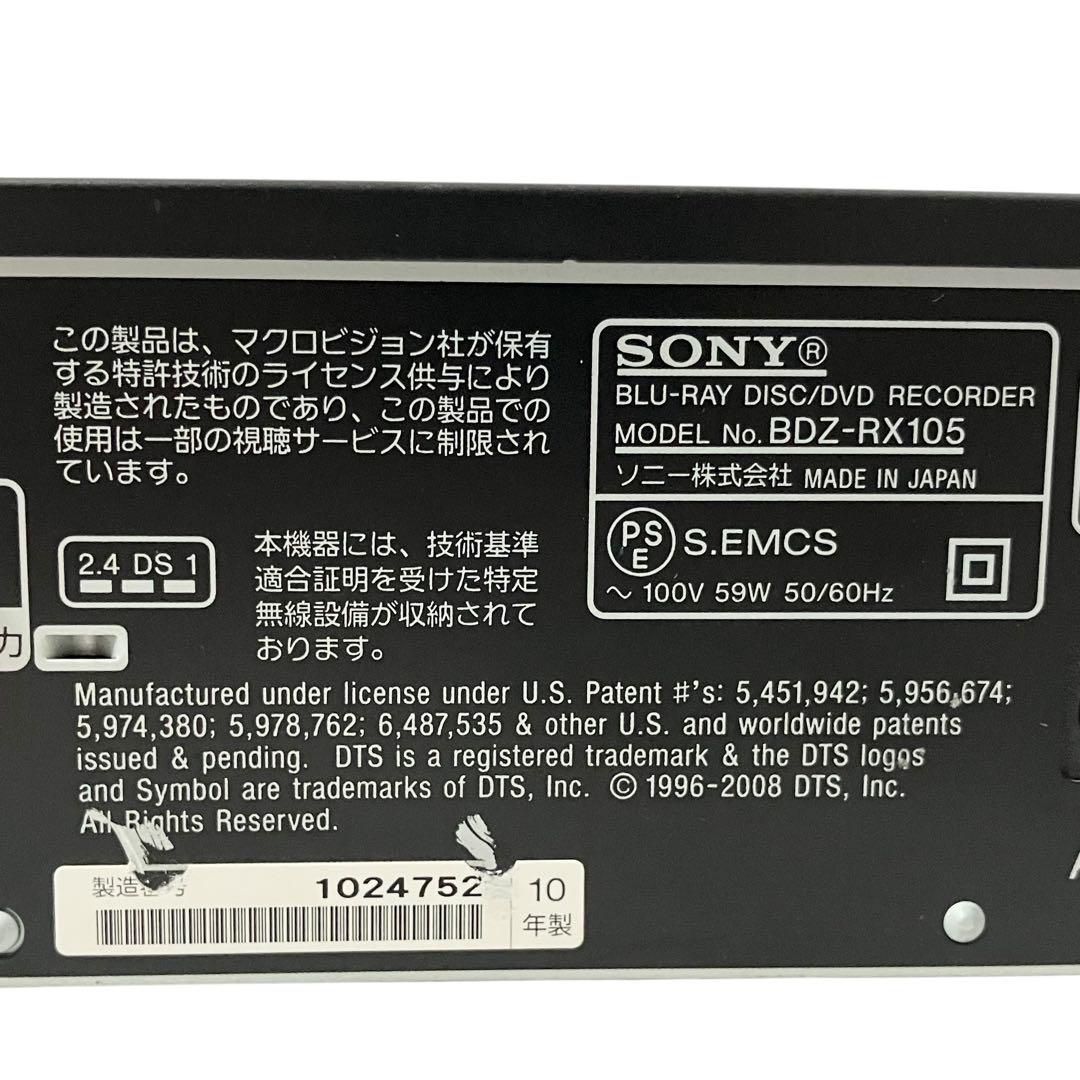 この製品は、マクロビジョン社が保有
する特許技術のライセンス供与により
製造されたものであり、この製品での
使用は一部の視聴サービスに制限され
ています。
2.4 DS 1
本機器には、技術基準
適合証明を受けた特定
無線設備が収納されて
おります。
力
SONY®
BLU-RAY DISC/DVD RECORDER
MODEL No. BDZ-RX105
ソニー株式会社 MADE IN JAPAN
PSE S.EMCS
～ 100V 59W 50/60Hz
Manufactured under license under U.S. Patent #'s: 5,451,942; 5,956,674;
5,974,380; 5,978,762; 6,487,535 & other U.S. and worldwide patents
issued & pending. DTS is a registered trademark & the DTS logos
and Symbol are trademarks of DTS, Inc. © 1996-2008 DTS, Inc.
All Rights Reserved.
製造番号 1024752
10
年製